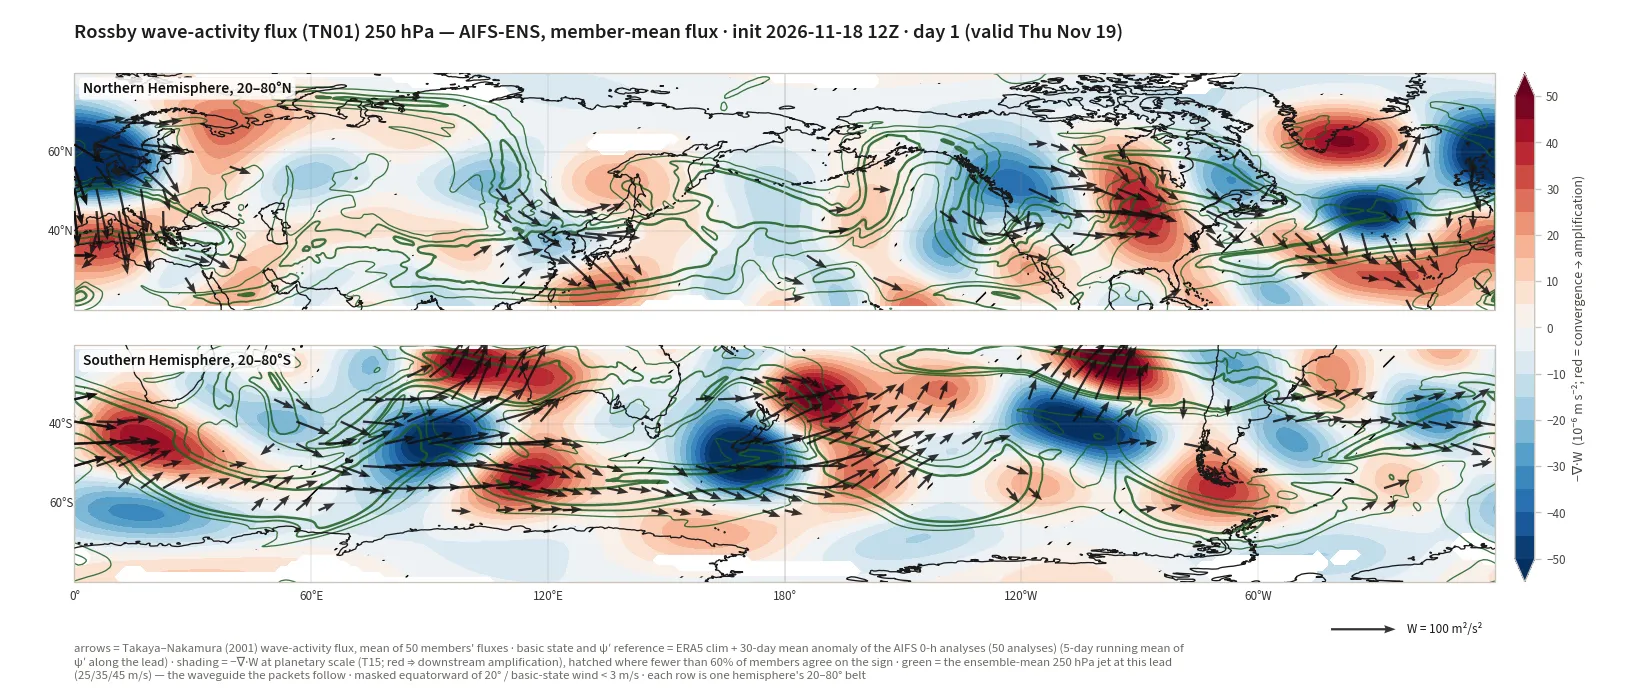 Rossby wave-activity flux (TN01) 250 hPa — AIFS-ENS, member-mean flux · init 2026-11-18 12Z · day 1 (valid Thu Nov 19)
Northern Hemisphere, 20–80°N
60°N
40°N
Southern Hemisphere, 20–80°S
40°S
60°S
0°
60°E
120°E
180°
120°W
60°W
50
40
30
20
10
0
−10
−20
−30
−40
−50
−∇·W (10⁻⁶ m s⁻²; red = convergence → amplification)
W = 100 m²/s²
arrows = Takaya–Nakamura (2001) wave-activity flux, mean of 50 members' fluxes · basic state and ψ' reference = ERA5 clim + 30-day mean anomaly of the AIFS 0-h analyses (50 analyses) (5-day running mean of
ψ' along the lead) · shading = −∇·W at planetary scale (T15; red ⇒ downstream amplification), hatched where fewer than 60% of members agree on the sign · green = the ensemble-mean 250 hPa jet at this lead
(25/35/45 m/s) — the waveguide the packets follow · masked equatorward of 20° / basic-state wind < 3 m/s · each row is one hemisphere's 20–80° belt